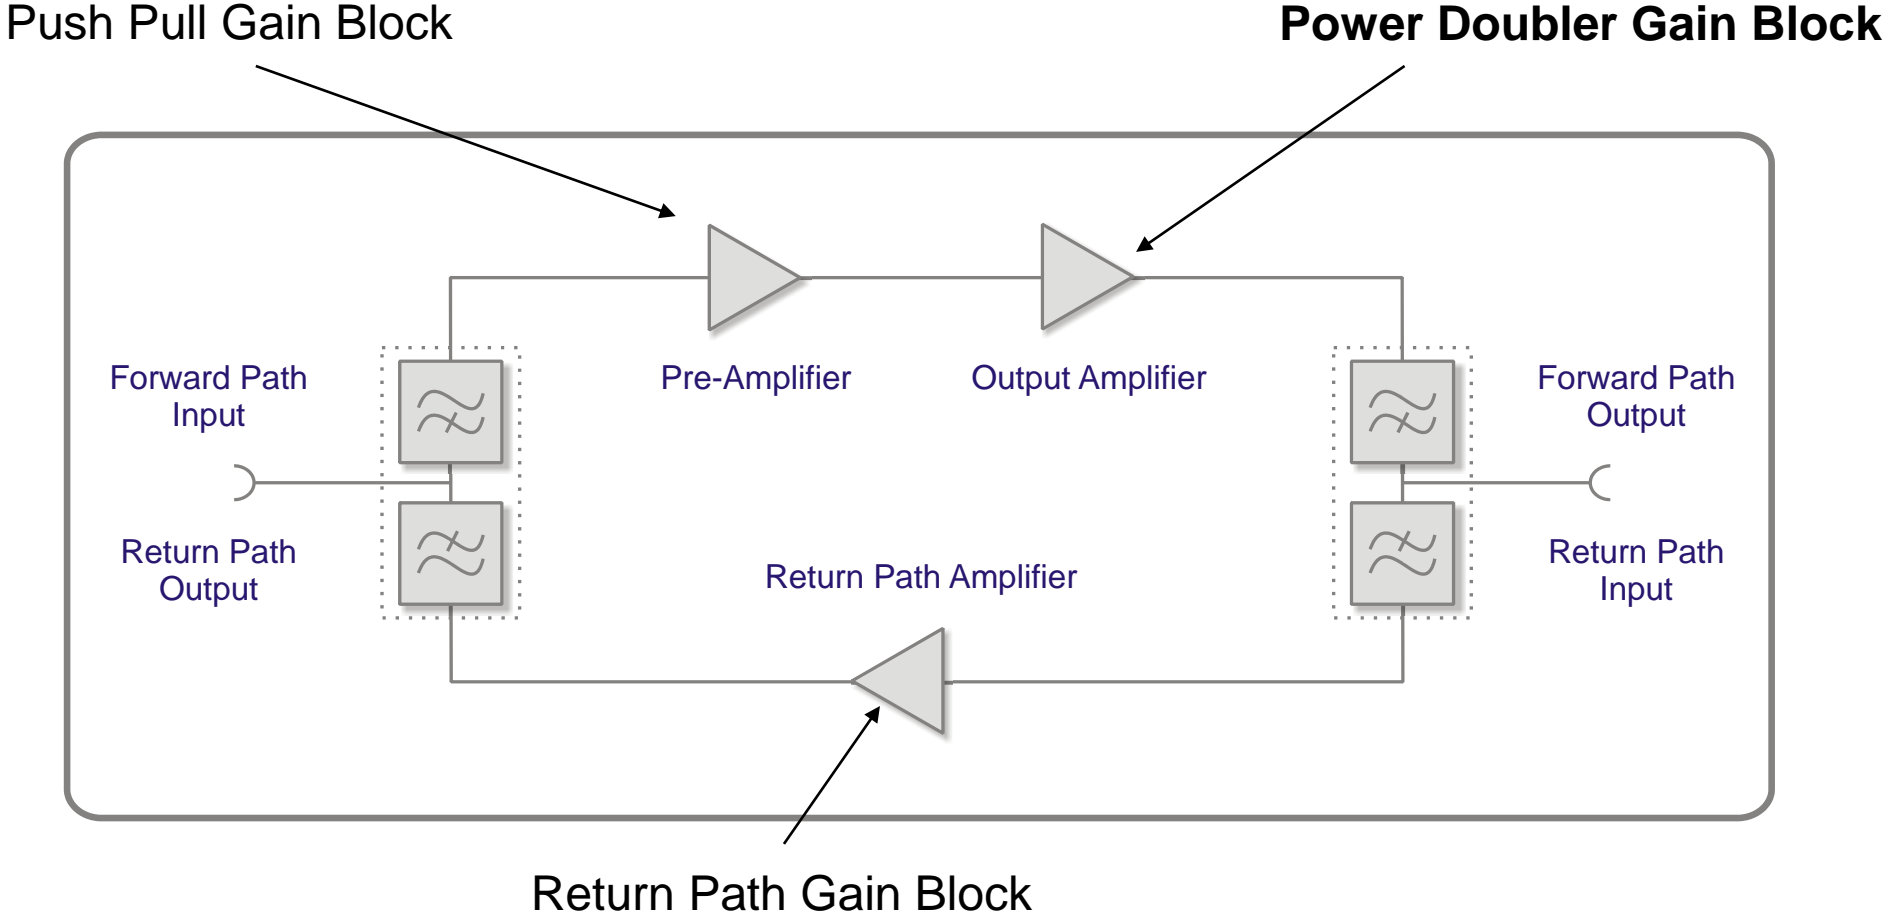 Push Pull Gain Block
Power Doubler Gain Block
Forward Path
Input
Pre-Amplifier
Output Amplifier
Forward Path
Output
Return Path
Output
Return Path Amplifier
Return Path
Input
Return Path Gain Block